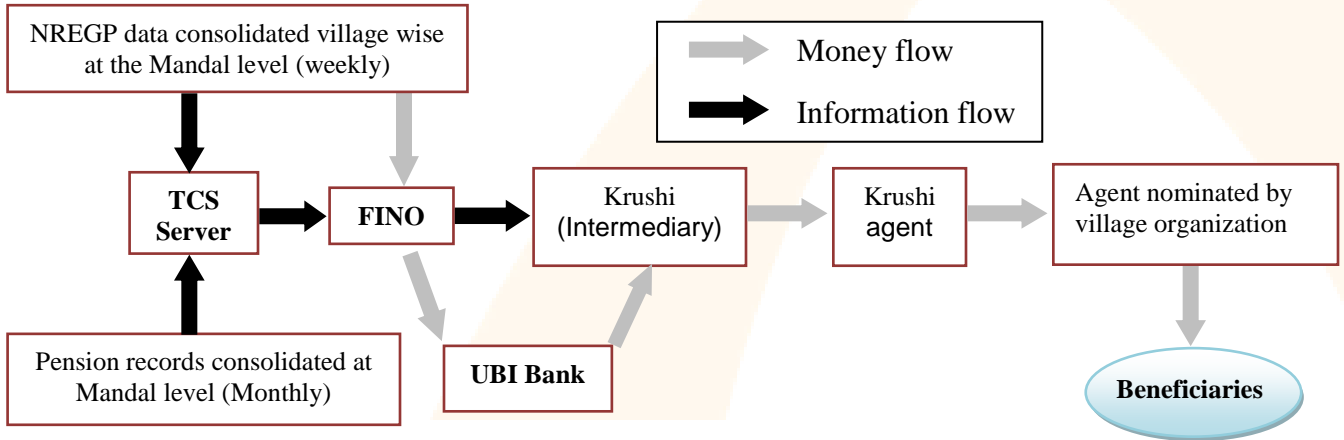 NREGP data consolidated village wise
at the Mandal level (weekly)
Money flow
Information flow
TCS
Server
FINO
Krushi
(Intermediary)
Krushi
agent
Agent nominated by
village organization
Pension records consolidated at
Mandal level (Monthly)
UBI Bank
Beneficiaries